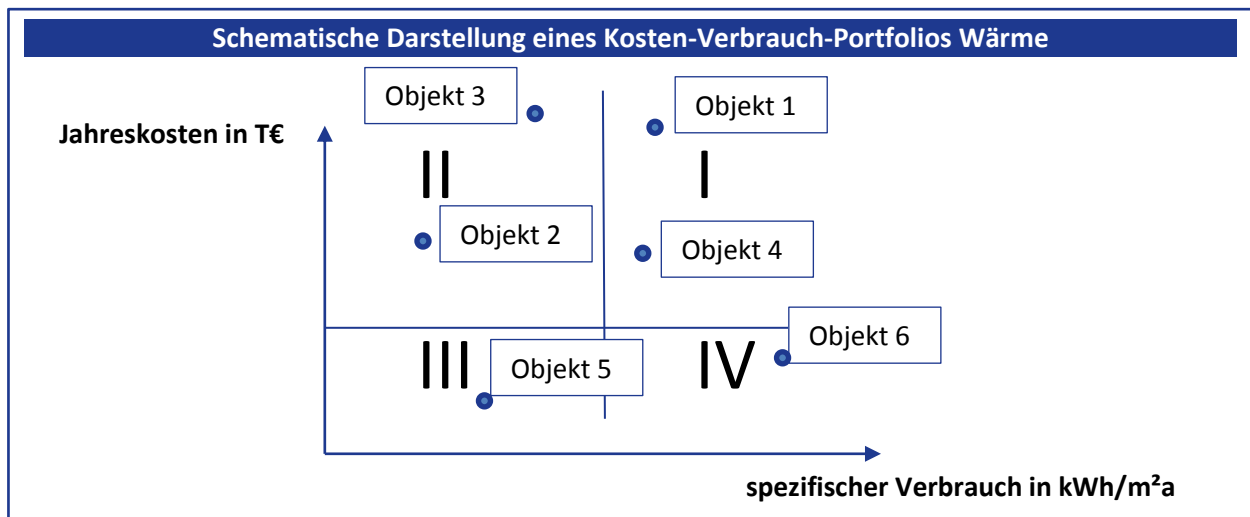 Schematische Darstellung eines Kosten-Verbrauch-Portfolios Wärme
Objekt 3
Objekt 1
Jahreskosten in T€
II
I
Objekt 2
Objekt 4
Objekt 6
III
Objekt 5
IV
spezifischer Verbrauch in kWh/m²a